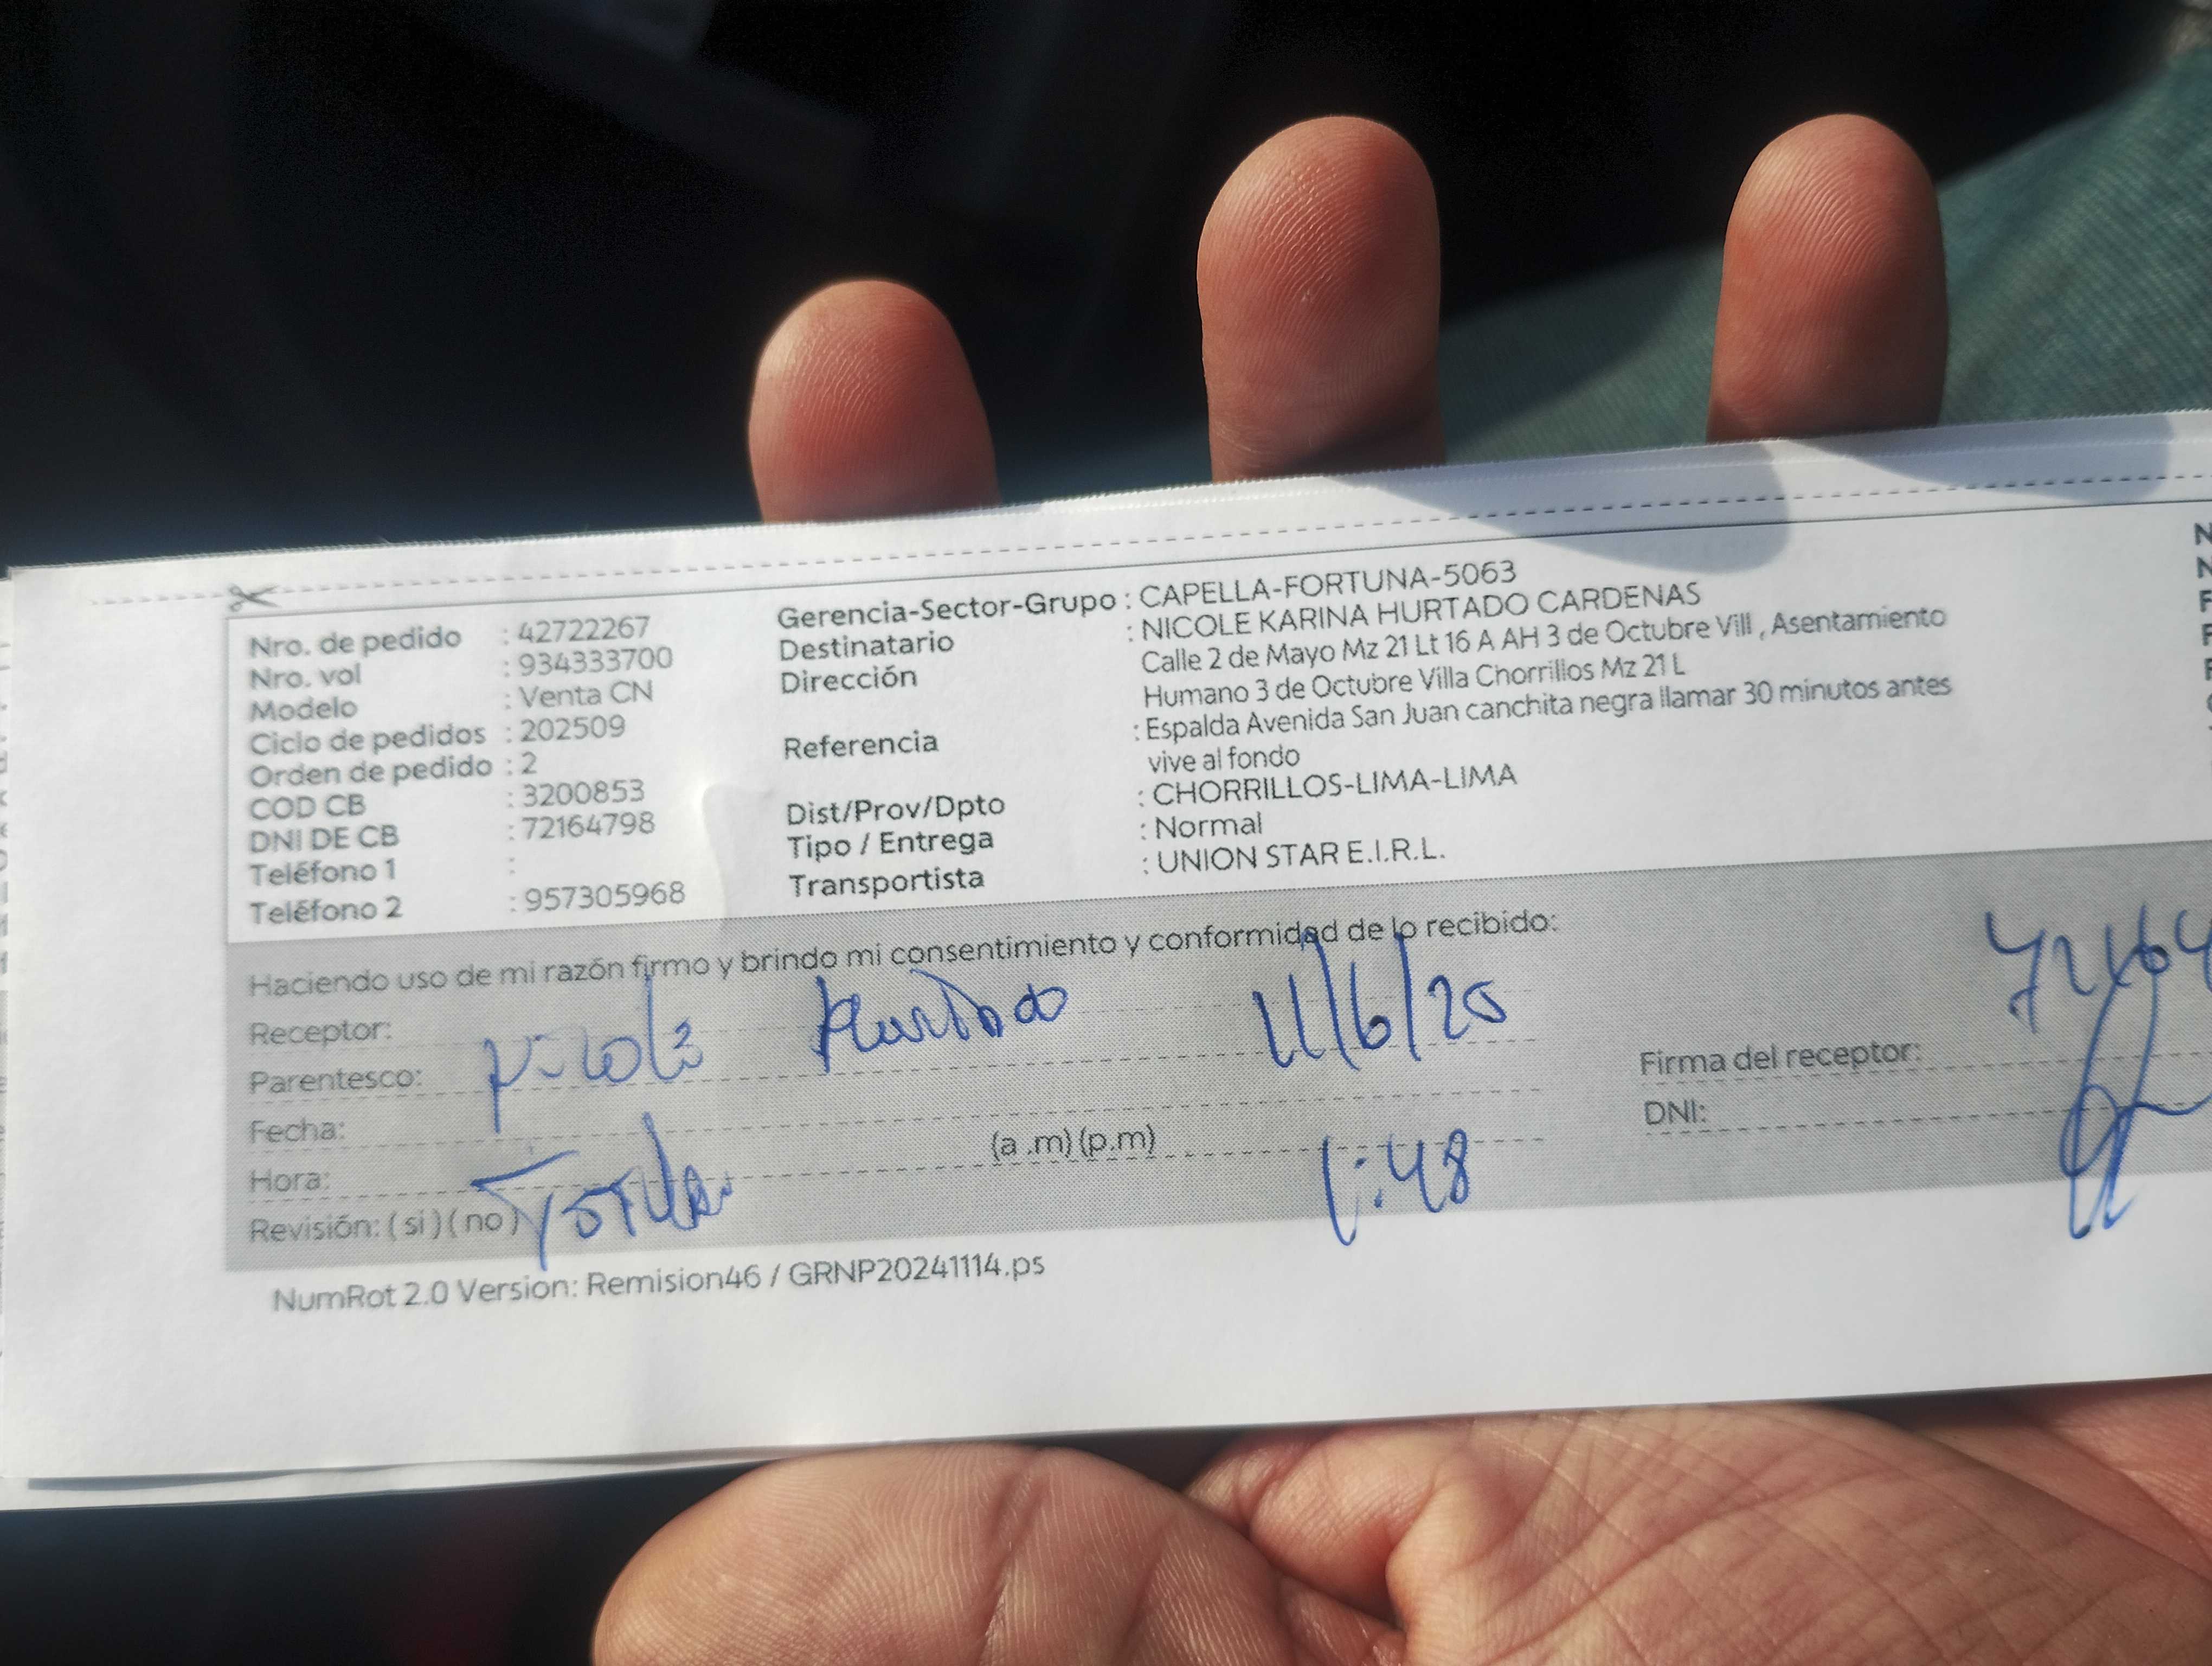 Nro. de pedido : 42722267
Nro. vol : 934333700
Modelo : Venta CN
Ciclo de pedidos : 202509
Orden de pedido : 2
COD CB : 3200853
DNI DE CB : 72164798
Teléfono 1 :
Teléfono 2 : 957305968
Gerencia-Sector-Grupo : CAPELLA-FORTUNA-5063
Destinatario : NICOLE KARINA HURTADO CARDENAS
Dirección Calle 2 de Mayo Mz 21 Lt 16 A AH 3 de Octubre Vill , Asentamiento
Humano 3 de Octubre Villa Chorrillos Mz 21 L
Referencia : Espalda Avenida San Juan canchita negra llamar 30 minutos antes
vive al fondo
Dist/Prov/Dpto : CHORRILLOS-LIMA-LIMA
Tipo / Entrega : Normal
Transportista : UNION STAR E.I.R.L.
Haciendo uso de mi razón firmo y brindo mi consentimiento y conformidad de lo recibido:
Receptor: Nicole Hurtado 11/6/25
Parentesco:
Fecha:
Hora: (a .m) (p.m) 1:48
Revisión: ( si ) ( no )
Firma del receptor:
DNI:
NumRot 2.0 Version: Remision46 / GRNP20241114.ps